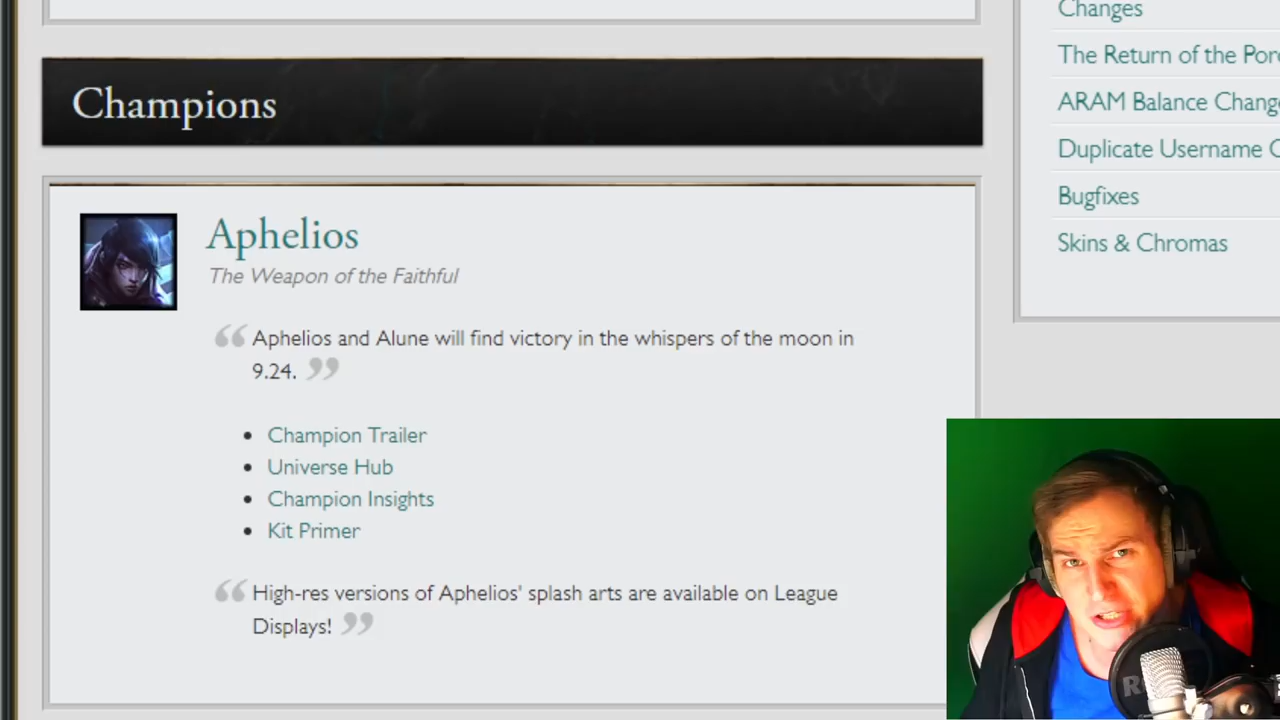 Champions
Aphelios
The Weapon of the Faithful
“ Aphelios and Alune will find victory in the whispers of the moon in
9.24. ”
• Champion Trailer
• Universe Hub
• Champion Insights
• Kit Primer
“ High-res versions of Aphelios' splash arts are available on League
Displays! ”
Changes
The Return of the
ARAM Balance
Duplicate Username
Bugfixes
Skins & Chromas